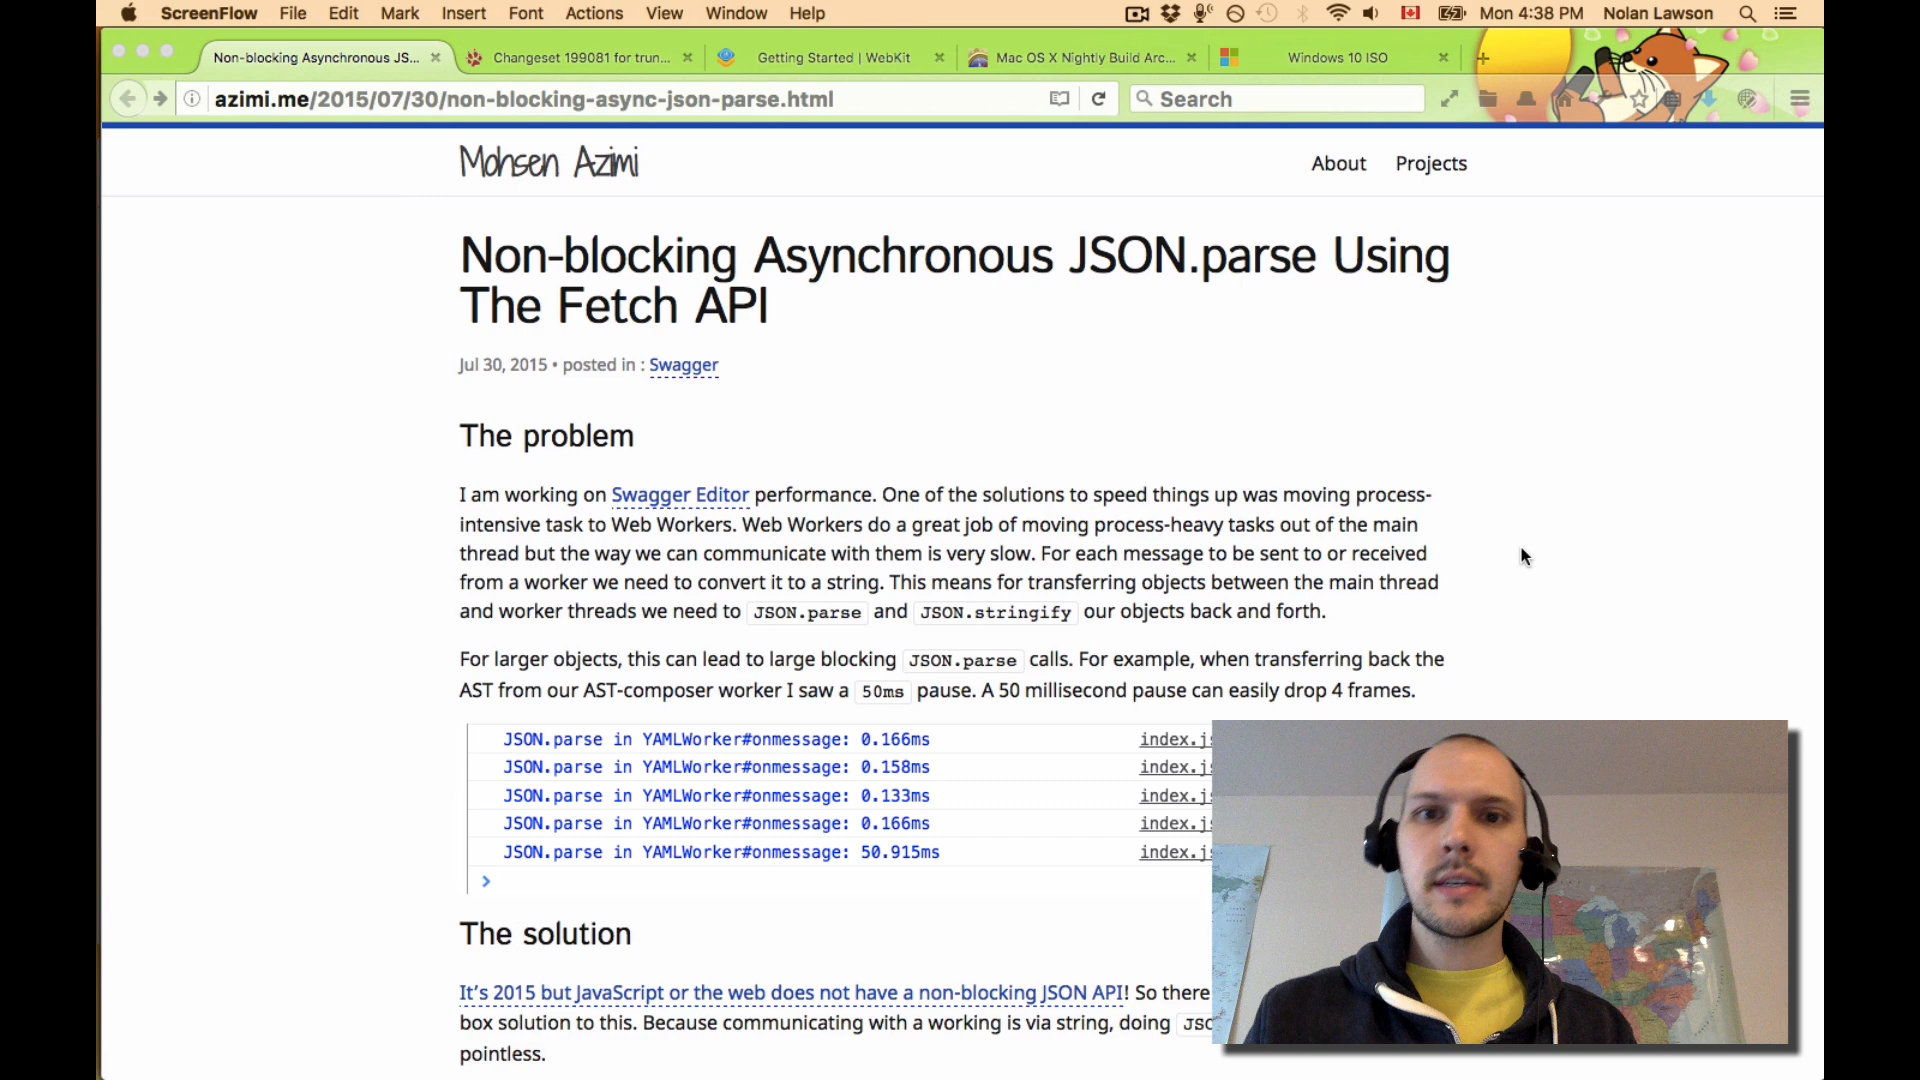 ScreenFlow File Edit Mark Insert Font Actions View Window Help Mon 4:38 PM Nolan Lawson
Non-blocking Asynchronous JS... Changeset 199081 for trun... Getting Started | WebKit Mac OS X Nightly Build Arc... Windows 10 ISO
azimi.me/2015/07/30/non-blocking-async-json-parse.html Search
Mohsen Azimi About Projects
Non-blocking Asynchronous JSON.parse Using
The Fetch API
Jul 30, 2015 • posted in : Swagger
The problem
I am working on Swagger Editor performance. One of the solutions to speed things up was moving process-
intensive task to Web Workers. Web Workers do a great job of moving process-heavy tasks out of the main
thread but the way we can communicate with them is very slow. For each message to be sent to or received
from a worker we need to convert it to a string. This means for transferring objects between the main thread
and worker threads we need to JSON.parse and JSON.stringify our objects back and forth.
For larger objects, this can lead to large blocking JSON.parse calls. For example, when transferring back the
AST from our AST-composer worker I saw a 50ms pause. A 50 millisecond pause can easily drop 4 frames.
JSON.parse in YAMLWorker#onmessage: 0.166ms index.js
JSON.parse in YAMLWorker#onmessage: 0.158ms index.js
JSON.parse in YAMLWorker#onmessage: 0.133ms index.js
JSON.parse in YAMLWorker#onmessage: 0.166ms index.js
JSON.parse in YAMLWorker#onmessage: 50.915ms index.js
The solution
It's 2015 but JavaScript or the web does not have a non-blocking JSON API! So there
box solution to this. Because communicating with a working is via string, doing JSO
pointless.